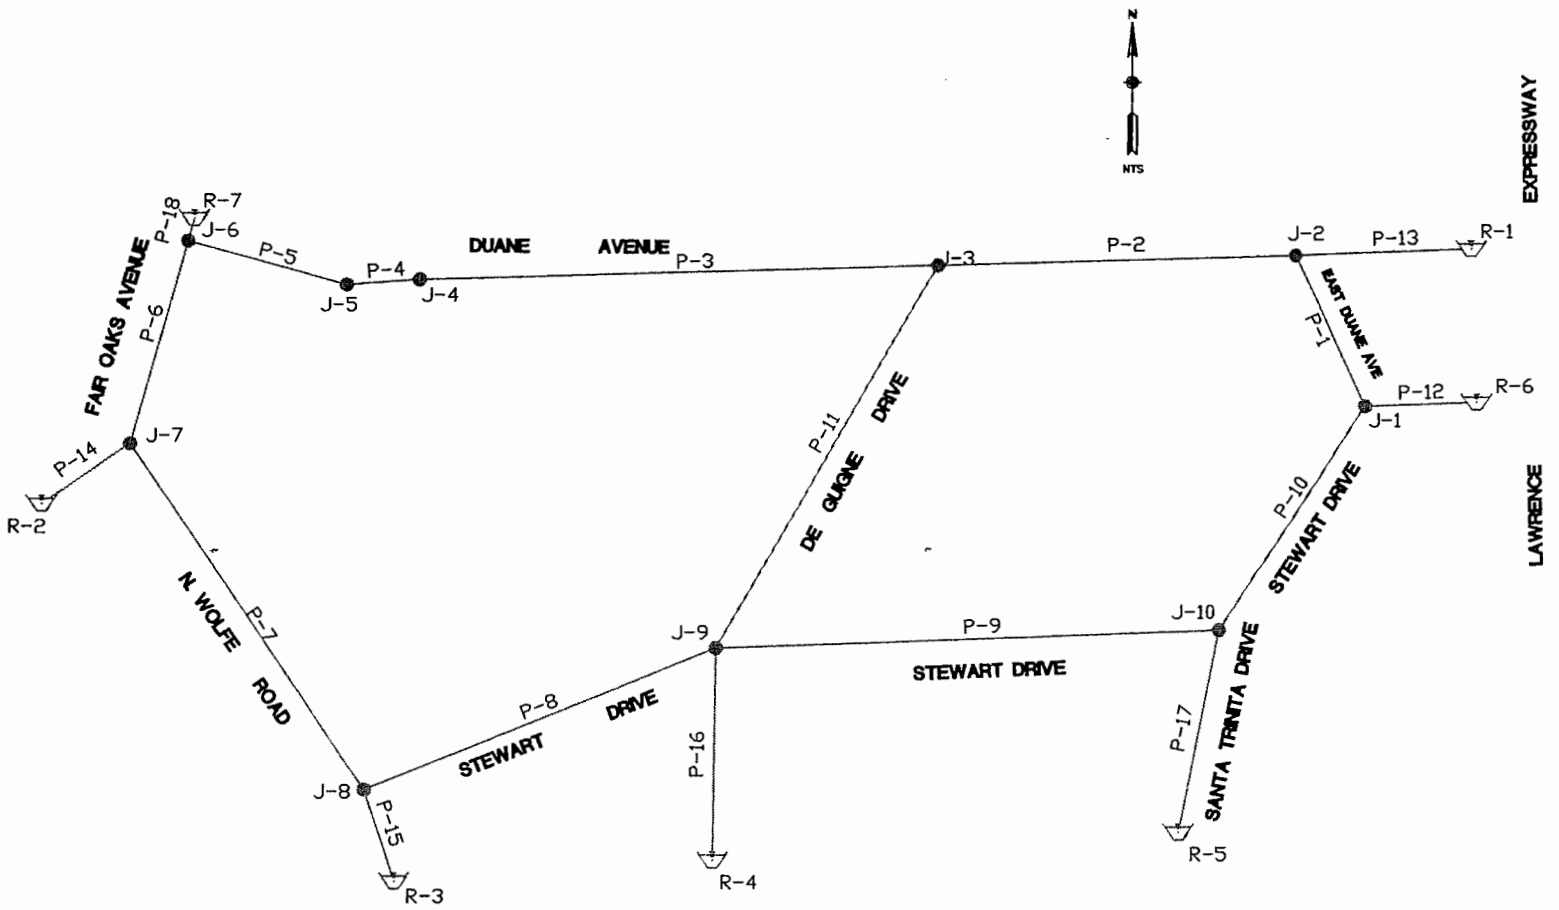 N
NTS
EXPRESSWAY
LAWRENCE
R-7
P-18
J-6
P-5
DUANE AVENUE
P-4
P-3
J-3
P-2
J-2
P-13
R-1
J-5
J-4
FAIR OAKS AVENUE
P-6
EAST DUANE AVE
P-1
P-12
R-6
J-1
J-7
P-14
R-2
P-11
DE GUIGNE DRIVE
P-10
STEWART DRIVE
N. WOLFE ROAD
P-7
J-9
P-9
J-10
STEWART DRIVE
P-8
STEWART DRIVE
P-16
P-17
SANTA TRINITA DRIVE
J-8
P-15
R-3
R-4
R-5